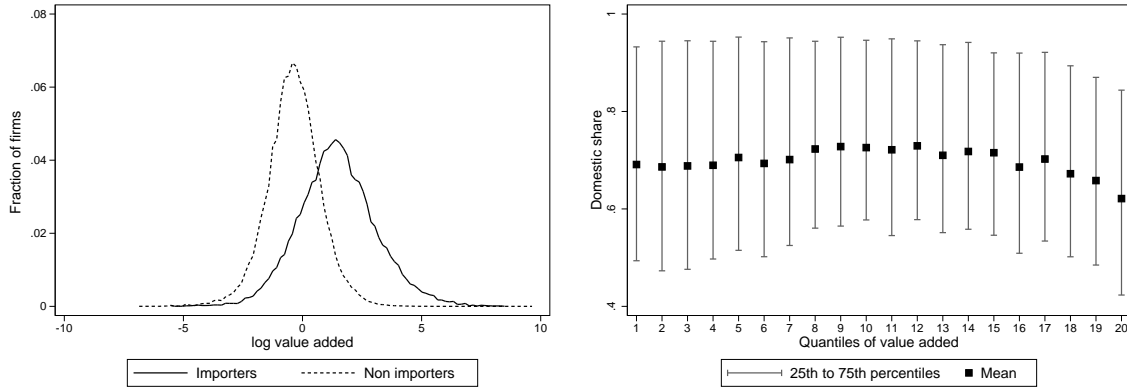 .08
.06
.04
.02
0
Fraction of firms
-10 -5 0 5 10
log value added
Importers Non importers
1
.8
.6
.4
Domestic share
1 2 3 4 5 6 7 8 9 10 11 12 13 14 15 16 17 18 19 20
Quantiles of value added
25th to 75th percentiles Mean